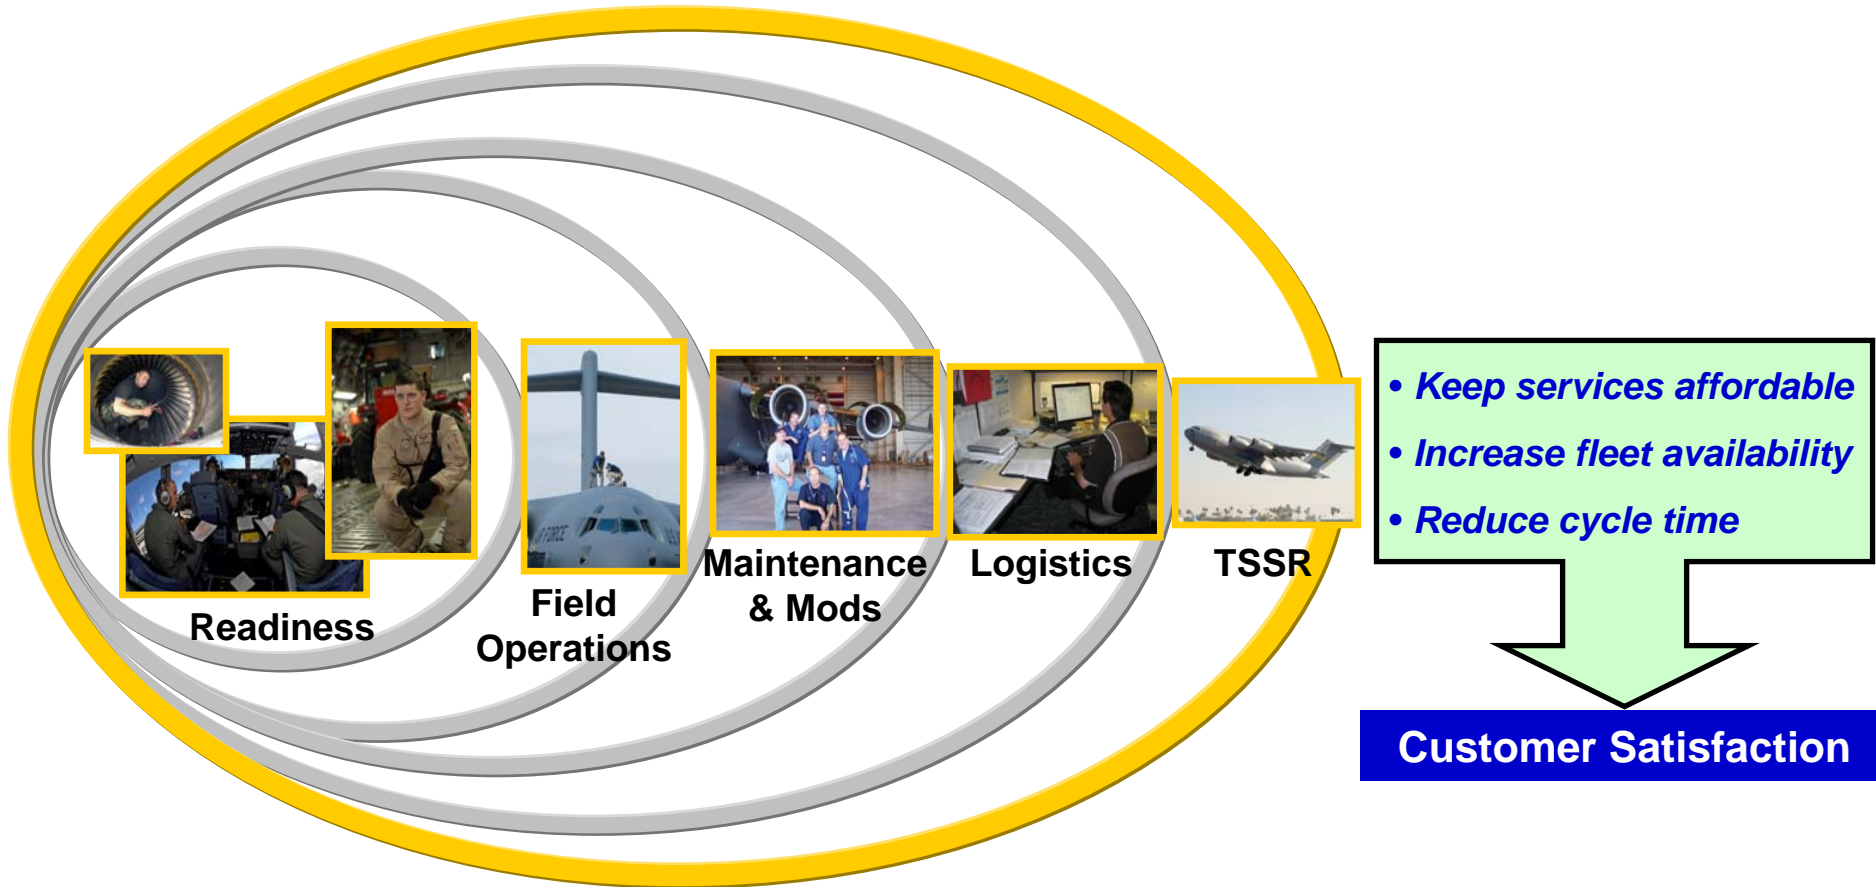 Readiness
Field
Operations
Maintenance
& Mods
Logistics
TSSR
• Keep services affordable
• Increase fleet availability
• Reduce cycle time
Customer Satisfaction